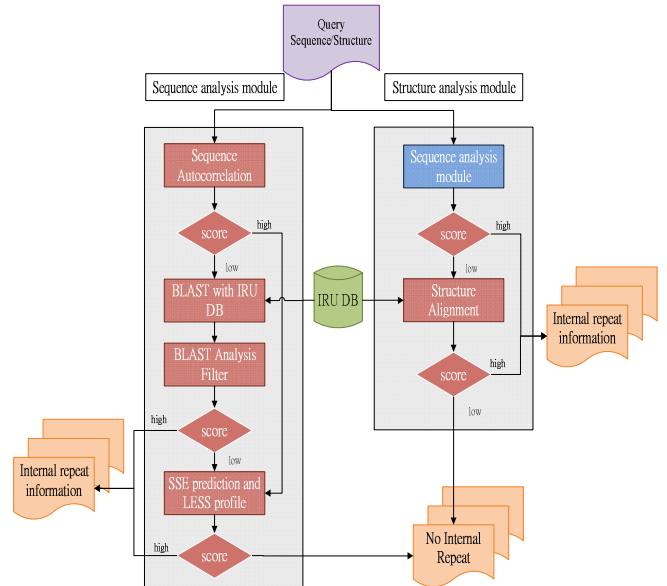 Query
Sequence/Structure
Sequence analysis module
Structure analysis module
Sequence
Autocorrelation
score
high
low
BLAST with IRU
DB
BLAST Analysis
Filter
score
high
low
SSE prediction and
LESS profile
score
high
Internal repeat
information
IRU DB
Sequence analysis
module
score
high
low
Structure
Alignment
score
high
low
Internal repeat
information
No Internal
Repeat